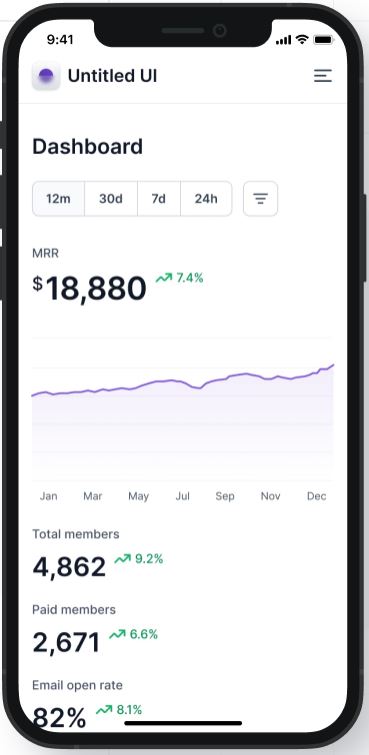 9:41
Untitled UI
Dashboard
12m 30d 7d 24h
MRR
$18,880 7.4%
Jan Mar May Jul Sep Nov Dec
Total members
4,862 9.2%
Paid members
2,671 6.6%
Email open rate
82% 8.1%